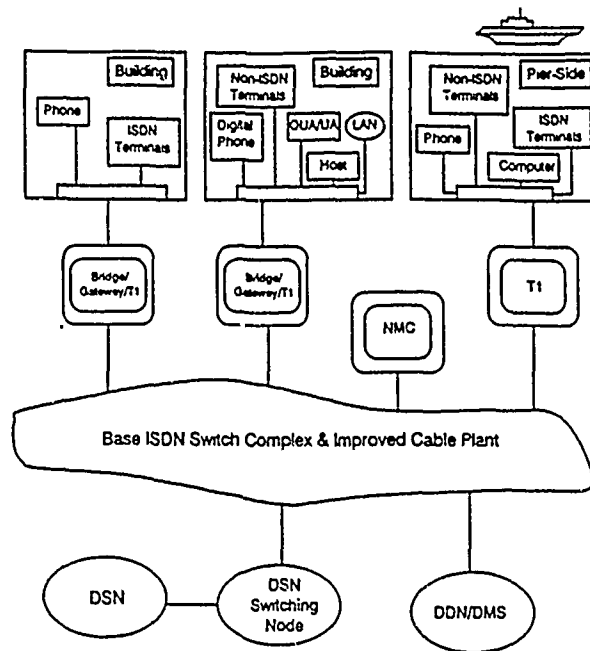 Building
Phone
ISDN
Terminals
Building
Non-ISDN
Terminals
Digital
Phone
OUA/UA
LAN
Host
Pier-Side
Non-ISDN
Terminals
ISDN
Terminals
Phone
Computer
Bridge/
Gateway/T1
Bridge/
Gateway/T1
T1
NMC
Base ISDN Switch Complex & Improved Cable Plant
DSN
DSN
Switching
Node
DDN/DMS